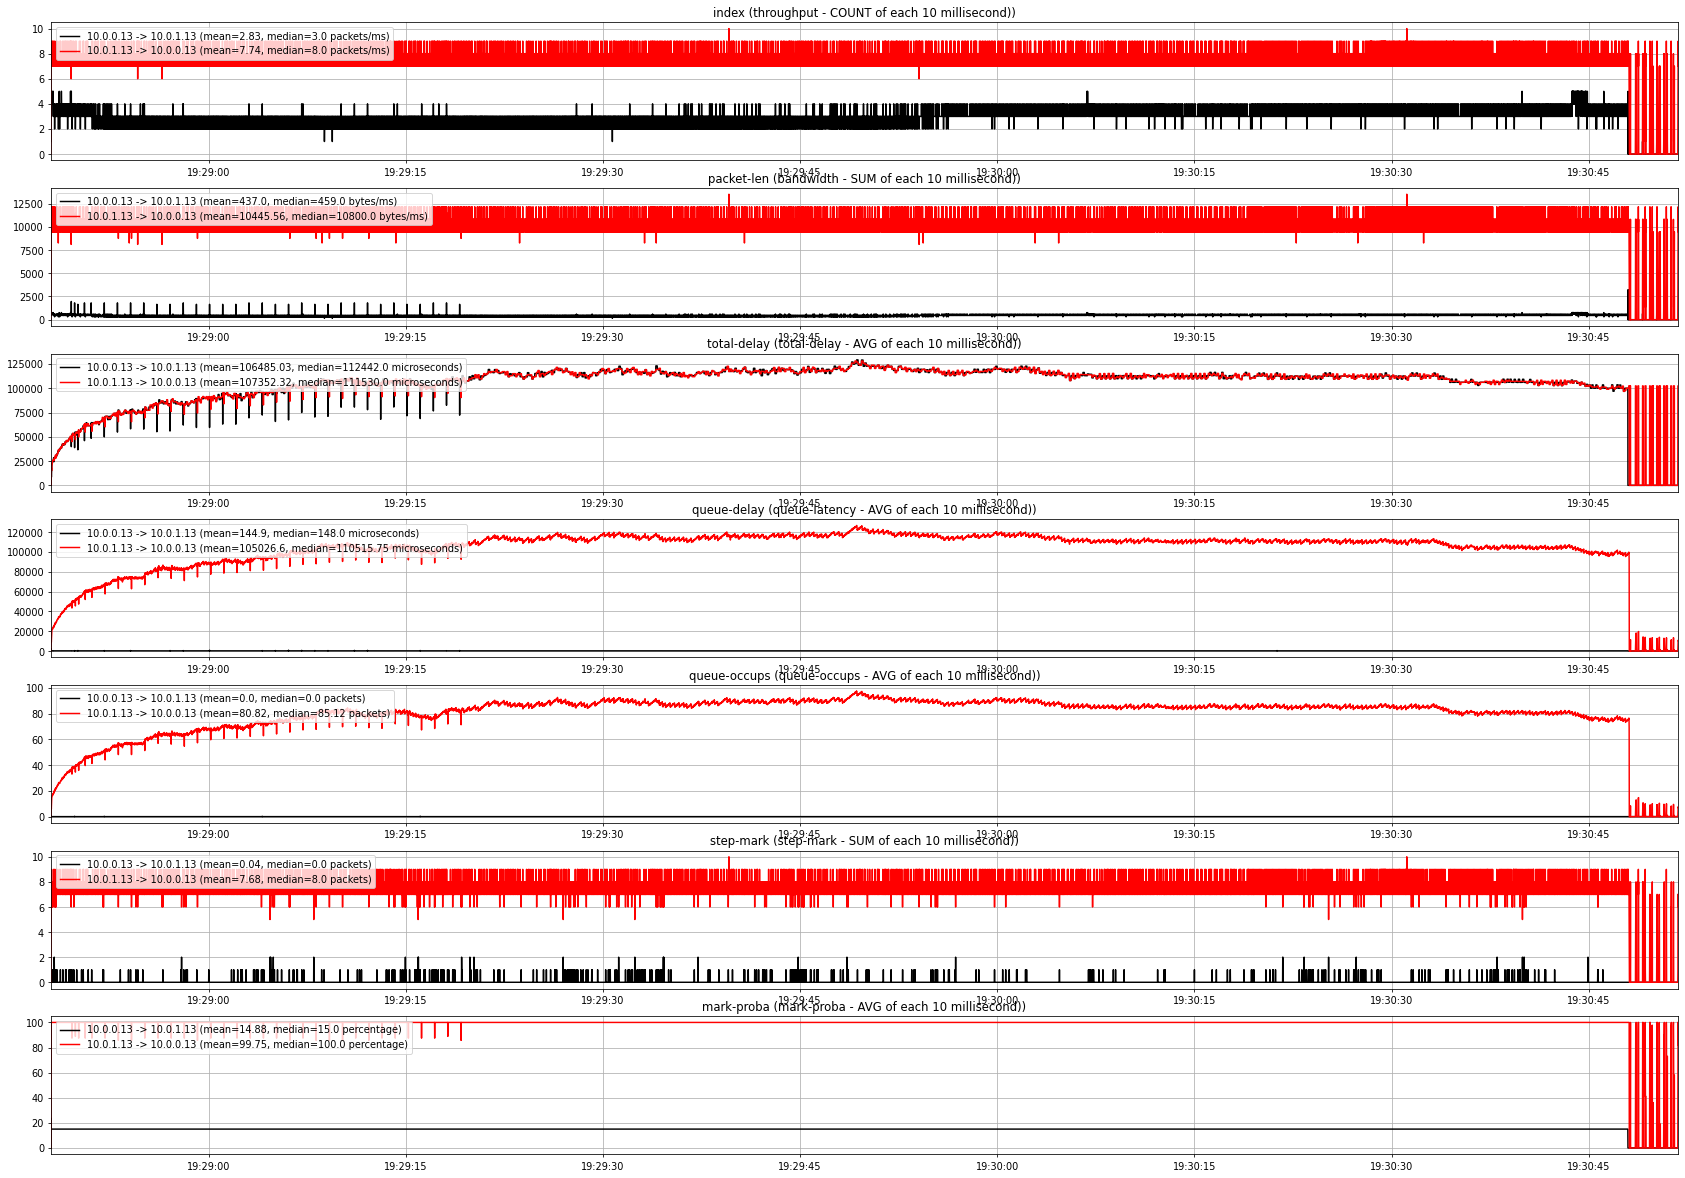 index (throughput - COUNT of each 10 millisecond))
10.0.0.13 -> 10.0.1.13 (mean=2.83, median=3.0 packets/ms)
10.0.1.13 -> 10.0.0.13 (mean=7.74, median=8.0 packets/ms)
10
8
6
4
2
0
19:29:00 19:29:15 19:29:30 19:29:45 19:30:00 19:30:15 19:30:30 19:30:45
packet-len (bandwidth - SUM of each 10 millisecond))
10.0.0.13 -> 10.0.1.13 (mean=437.0, median=459.0 bytes/ms)
10.0.1.13 -> 10.0.0.13 (mean=10445.56, median=10800.0 bytes/ms)
12500
10000
7500
5000
2500
0
19:29:00 19:29:15 19:29:30 19:29:45 19:30:00 19:30:15 19:30:30 19:30:45
total-delay (total-delay - AVG of each 10 millisecond))
10.0.0.13 -> 10.0.1.13 (mean=106485.03, median=112442.0 microseconds)
10.0.1.13 -> 10.0.0.13 (mean=107352.32, median=111530.0 microseconds)
125000
100000
75000
50000
25000
0
19:29:00 19:29:15 19:29:30 19:29:45 19:30:00 19:30:15 19:30:30 19:30:45
queue-delay (queue-latency - AVG of each 10 millisecond))
10.0.0.13 -> 10.0.1.13 (mean=144.9, median=148.0 microseconds)
10.0.1.13 -> 10.0.0.13 (mean=105026.6, median=110515.75 microseconds)
120000
100000
80000
60000
40000
20000
0
19:29:00 19:29:15 19:29:30 19:29:45 19:30:00 19:30:15 19:30:30 19:30:45
queue-occups (queue-occups - AVG of each 10 millisecond))
10.0.0.13 -> 10.0.1.13 (mean=0.0, median=0.0 packets)
10.0.1.13 -> 10.0.0.13 (mean=80.82, median=85.12 packets)
100
80
60
40
20
0
19:29:00 19:29:15 19:29:30 19:29:45 19:30:00 19:30:15 19:30:30 19:30:45
step-mark (step-mark - SUM of each 10 millisecond))
10.0.0.13 -> 10.0.1.13 (mean=0.04, median=0.0 packets)
10.0.1.13 -> 10.0.0.13 (mean=7.68, median=8.0 packets)
10
8
6
4
2
0
19:29:00 19:29:15 19:29:30 19:29:45 19:30:00 19:30:15 19:30:30 19:30:45
mark-proba (mark-proba - AVG of each 10 millisecond))
10.0.0.13 -> 10.0.1.13 (mean=14.88, median=15.0 percentage)
10.0.1.13 -> 10.0.0.13 (mean=99.75, median=100.0 percentage)
100
80
60
40
20
0
19:29:00 19:29:15 19:29:30 19:29:45 19:30:00 19:30:15 19:30:30 19:30:45